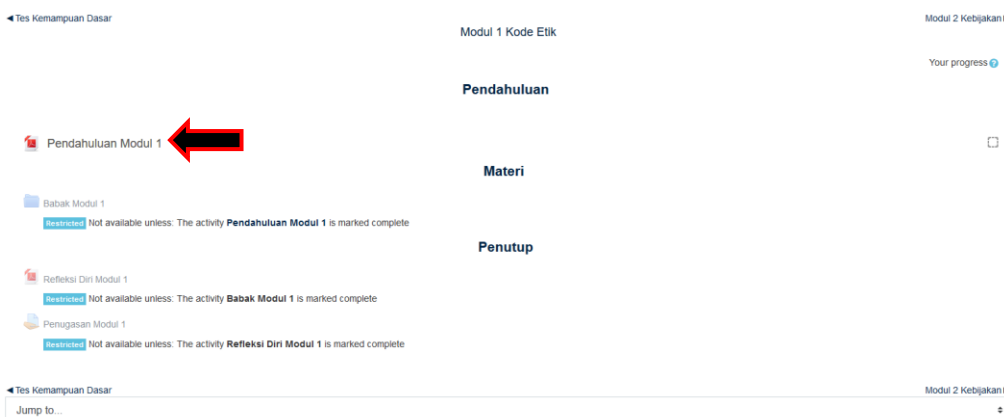 Tes Kemampuan Dasar
Modul 2 Kebijakan
Modul 1 Kode Etik
Your progress
Pendahuluan
Pendahuluan Modul 1
Materi
Babak Modul 1
Restricted Not available unless: The activity Pendahuluan Modul 1 is marked complete
Penutup
Refleksi Diri Modul 1
Restricted Not available unless: The activity Babak Modul 1 is marked complete
Penugasan Modul 1
Restricted Not available unless: The activity Refleksi Diri Modul 1 is marked complete
Tes Kemampuan Dasar
Modul 2 Kebijakan
Jump to...